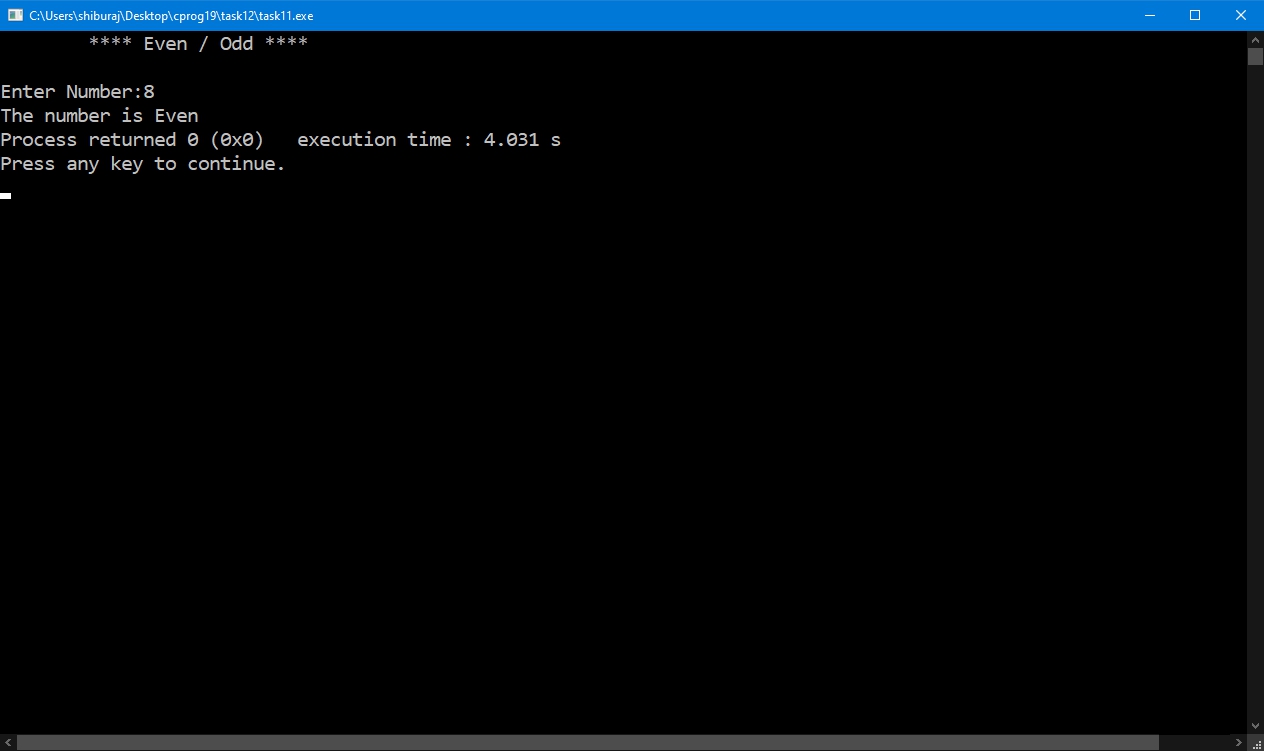 C:\Users\shiburaj\Desktop\cprog19\task12\task11.exe
**** Even / Odd ****
Enter Number:8
The number is Even
Process returned 0 (0x0)   execution time : 4.031 s
Press any key to continue.